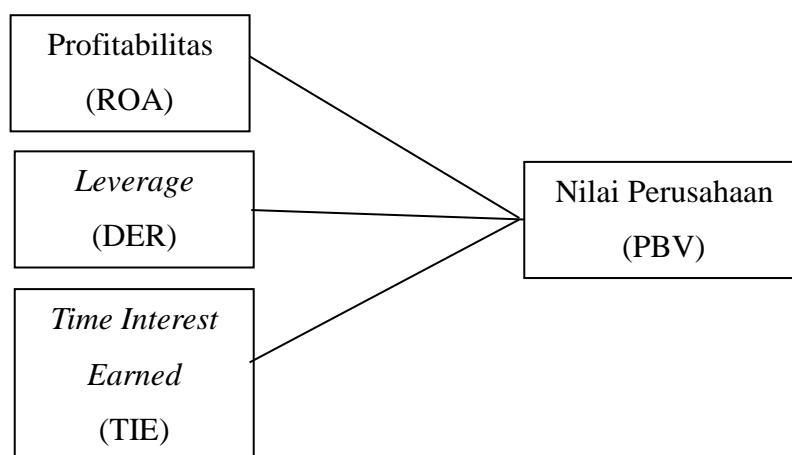 Profitabilitas
(ROA)
Leverage
(DER)
Time Interest
Earned
(TIE)
Nilai Perusahaan
(PBV)